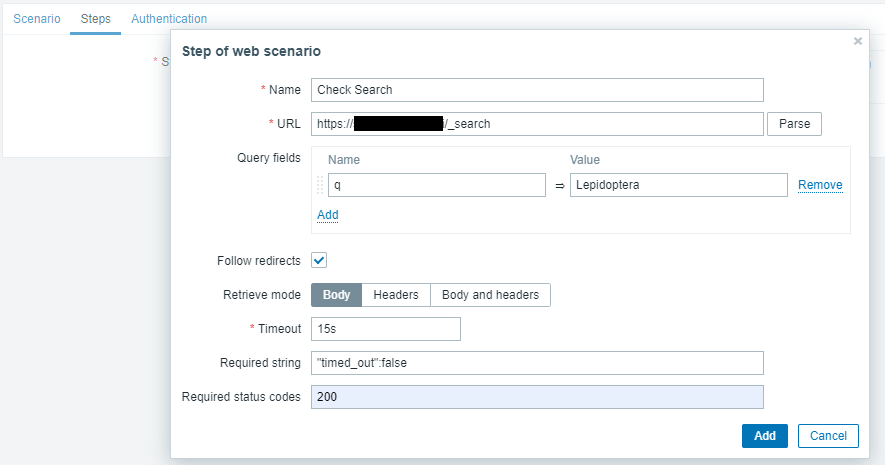 Scenario Steps Authentication
* S
Step of web scenario
* Name Check Search
* URL https:// /_search Parse
Query fields Name Value
q ⇒ Lepidoptera Remove
Add
Follow redirects
Retrieve mode Body Headers Body and headers
* Timeout 15s
Required string "timed_out":false
Required status codes 200
Add Cancel